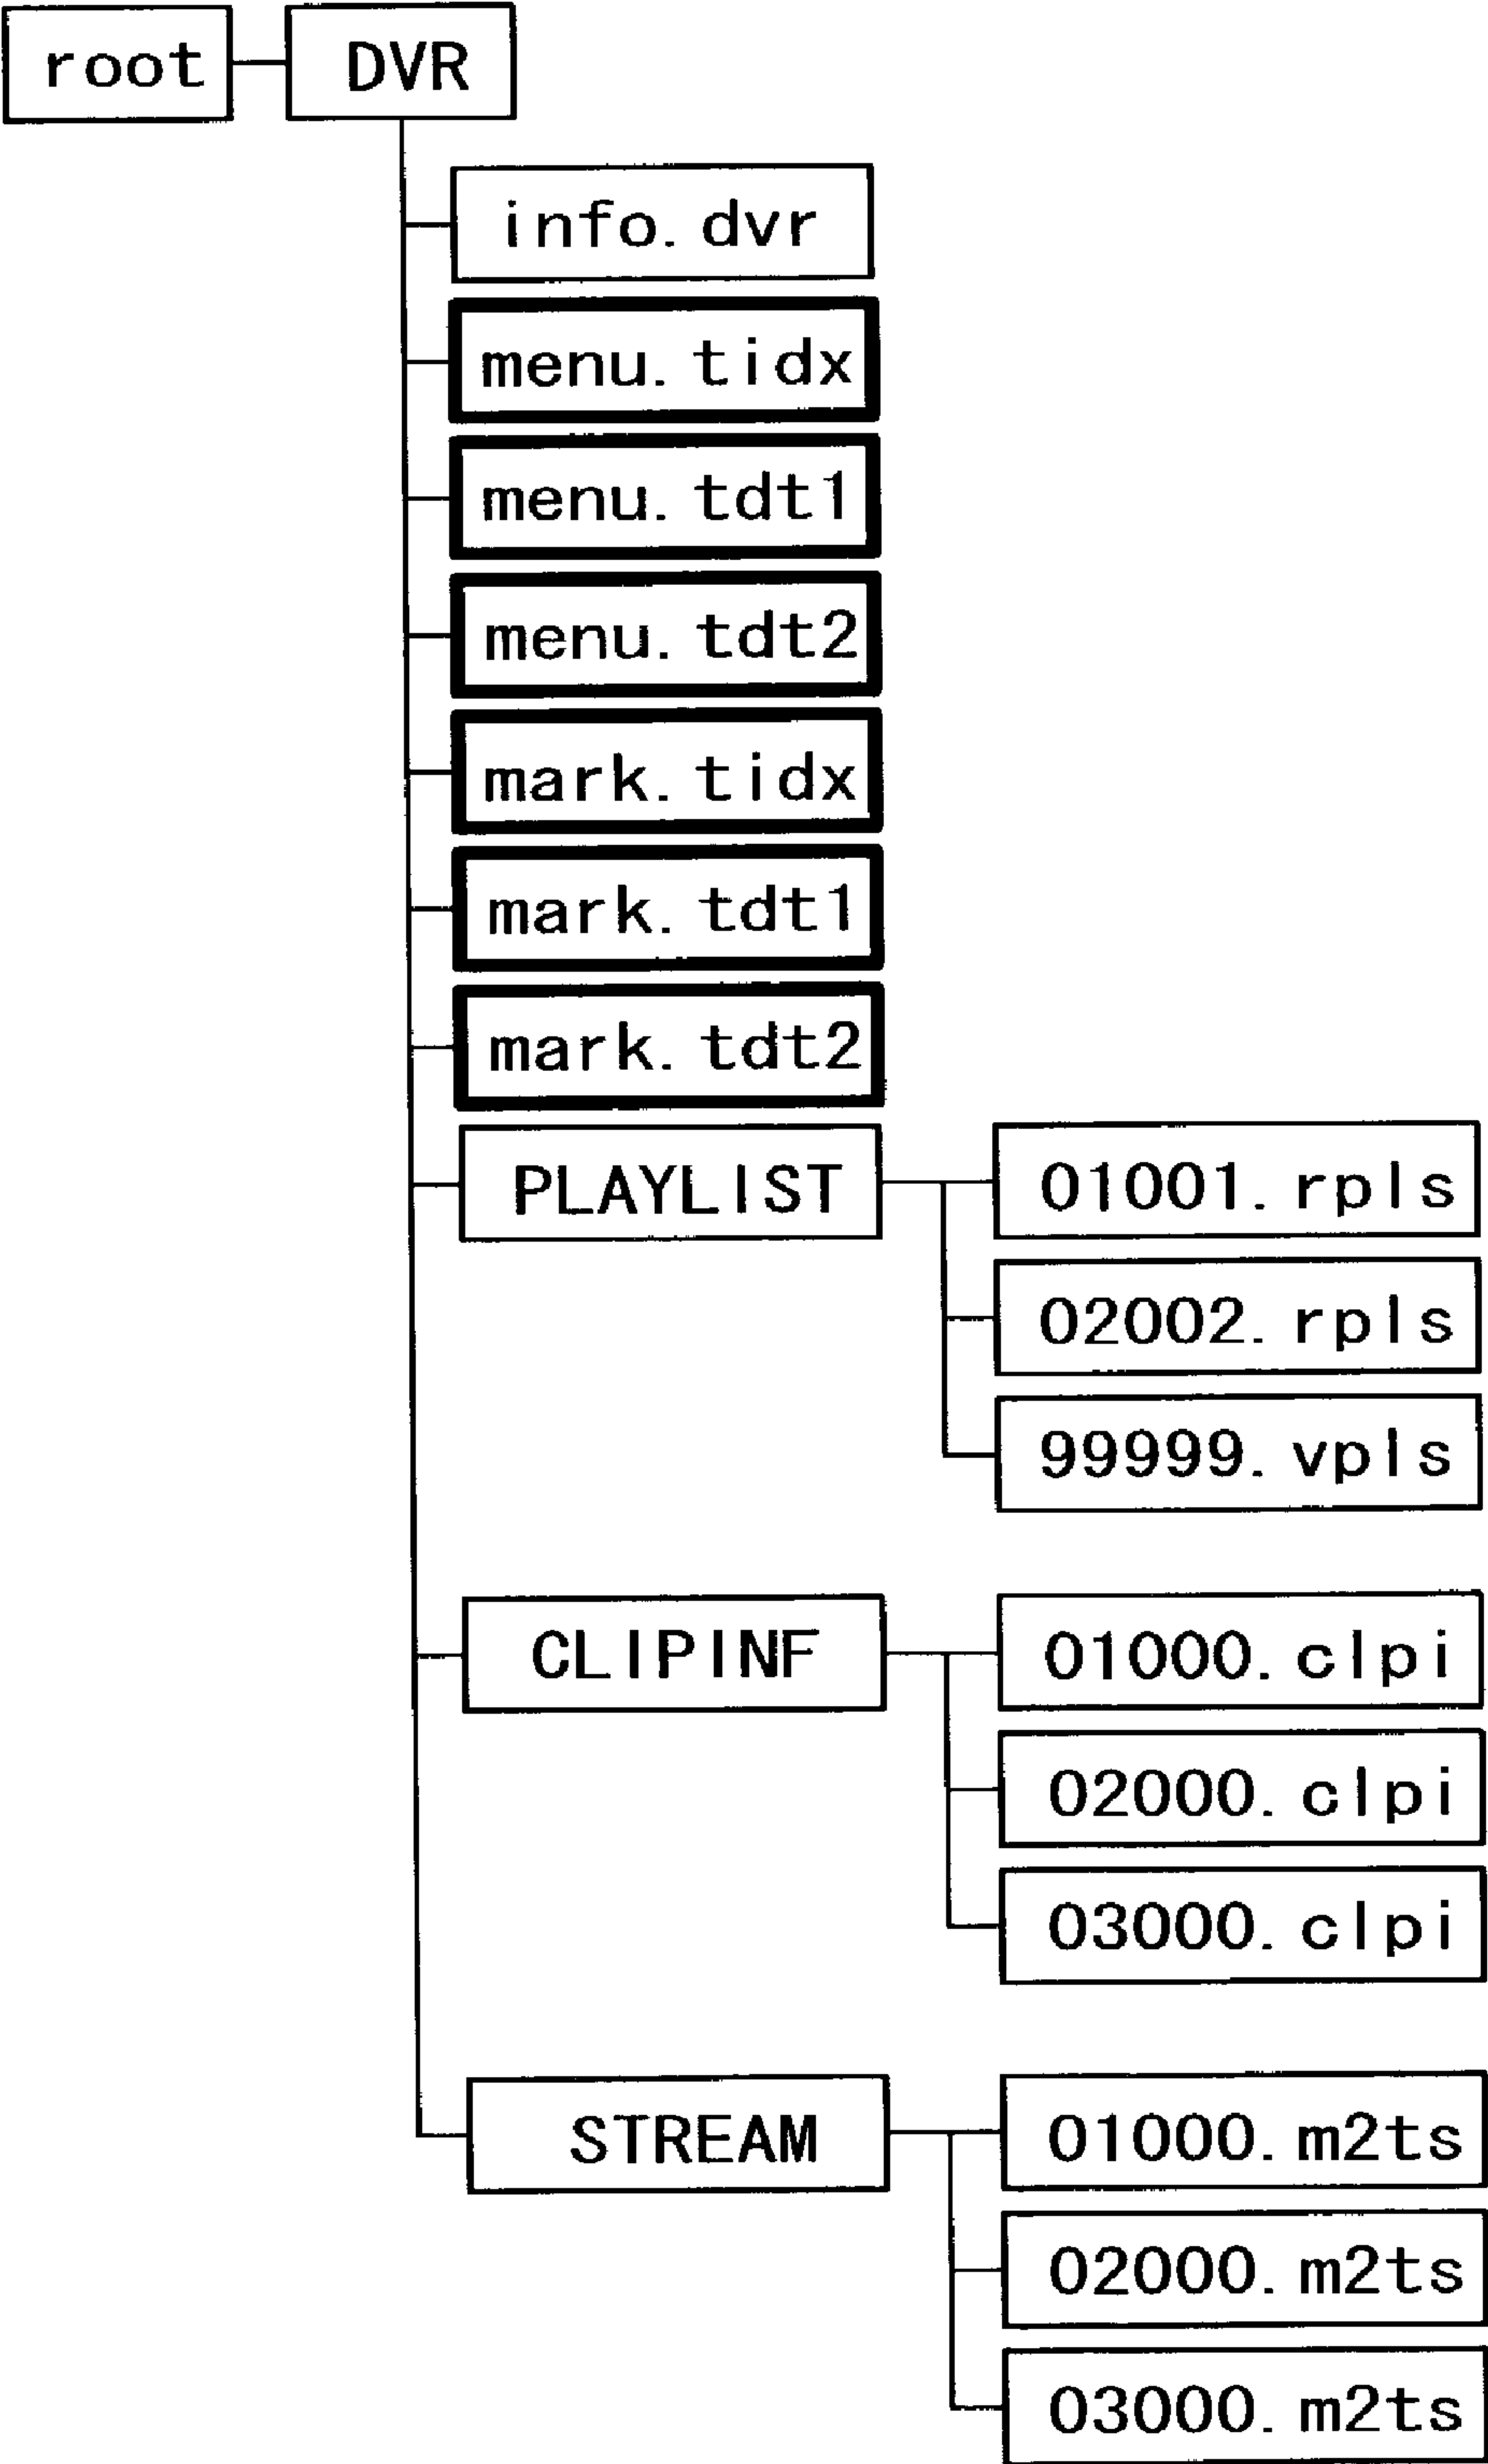 root DVR
info.dvr
menu.tidx
menu.tdt1
menu.tdt2
mark.tidx
mark.tdt1
mark.tdt2
PLAYLIST 01001.rpls
02002.rpls
99999.vpls
CLIPINF 01000.clpi
02000.clpi
03000.clpi
STREAM 01000.m2ts
02000.m2ts
03000.m2ts